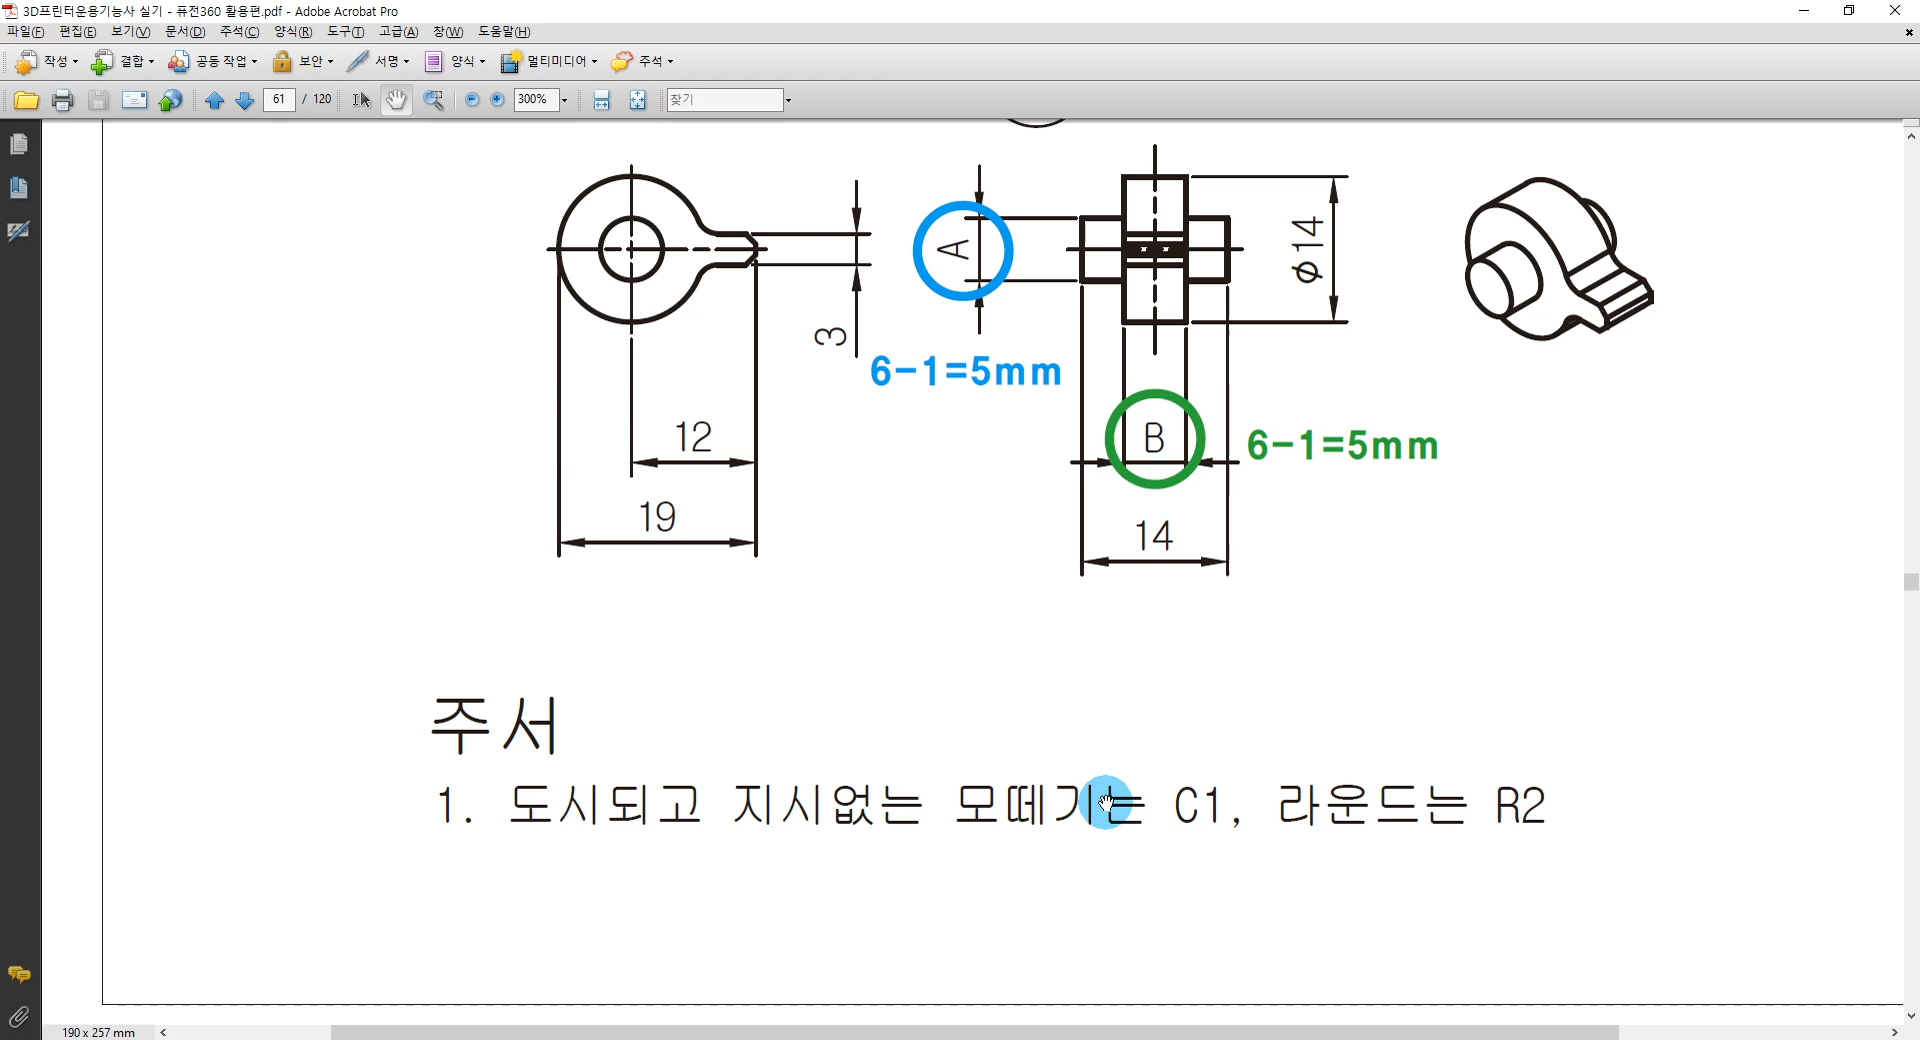 3D프린터운용기능사 실기 - 퓨전360 활용편.pdf - Adobe Acrobat Pro
파일(F) 편집(E) 보기(V) 문서(D) 주석(C) 양식(R) 도구(T) 고급(A) 창(W) 도움말(H)
작성 결합 공동 작업 보안 서명 양식 멀티미디어 주석
61 / 120 300% 찾기
A
ϕ14
3
6-1=5mm
12
B
6-1=5mm
19
14
주서
1. 도시되고 지시없는 모떼기는 C1, 라운드는 R2
190 x 257 mm